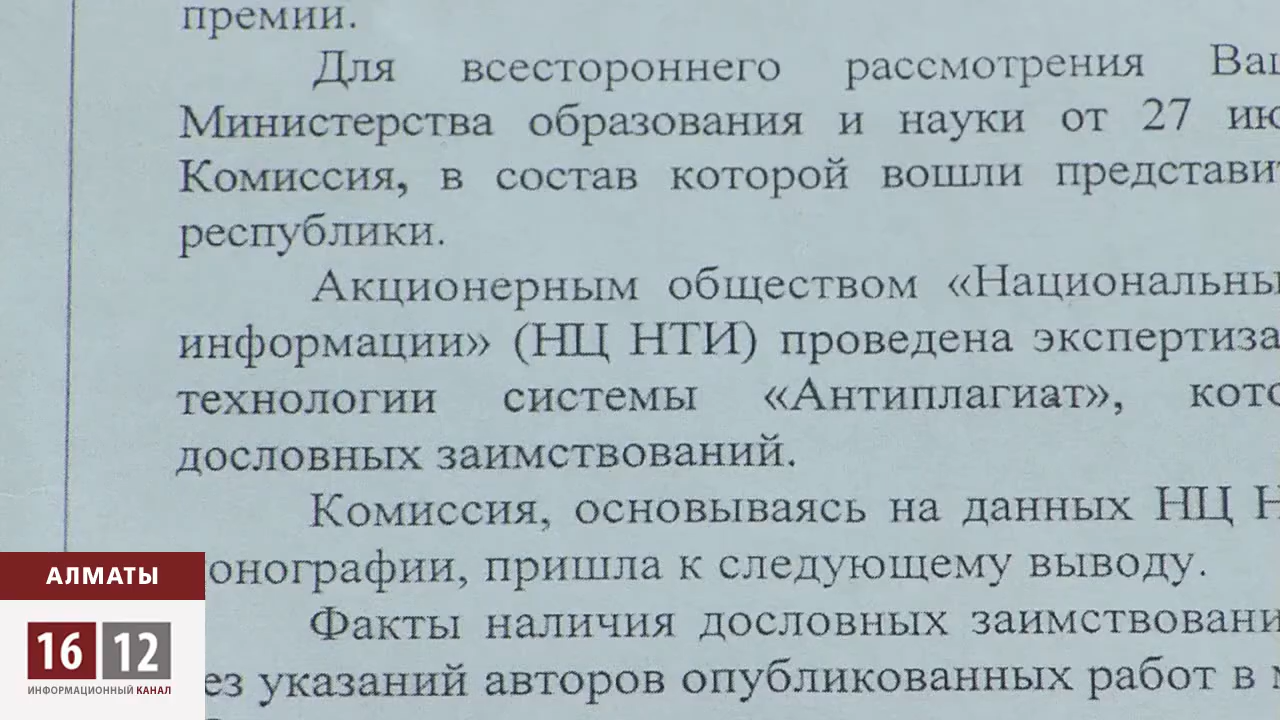 премии.
Для всестороннего рассмотрения
Министерства образования и науки от 27
Комиссия, в состав которой вошли
республики.
Акционерным обществом
информации» (НЦ НТИ) проведена экспертиза
технологии системы «Антиплагиат»,
дословных заимствований.
Комиссия, основываясь на данных НЦ
онографии, пришла к следующему выводу.
Факты наличия дословных
ез указаний авторов опубликованных работ в
АЛМАТЫ
16 12
ИНФОРМАЦИОННЫЙ КАНАЛ